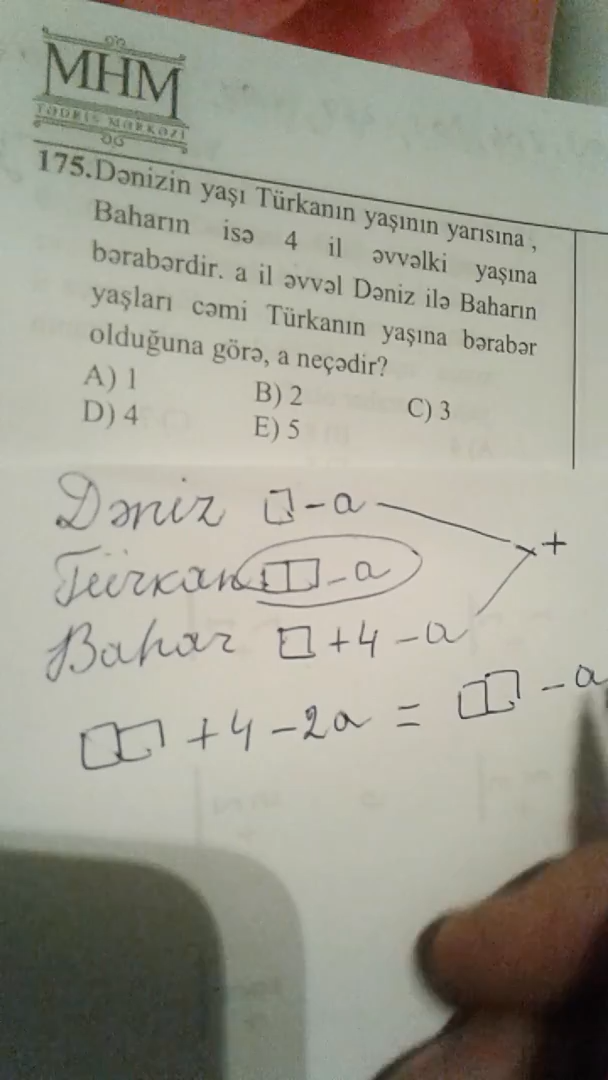 MHM
TƏDRİS MƏRKƏZİ
175. Dənizin yaşı Türkanın yaşının yarısına ,
Baharın isə 4 il əvvəlki yaşına
bərabərdir. a il əvvəl Dəniz ilə Baharın
yaşları cəmi Türkanın yaşına bərabər
olduğuna görə, a neçədir?
A) 1 B) 2 C) 3
D) 4 E) 5
Dəniz □ - a
+
Türkan □□ - a
Bahar □ + 4 - a
□□ + 4 - 2a = □□ - a